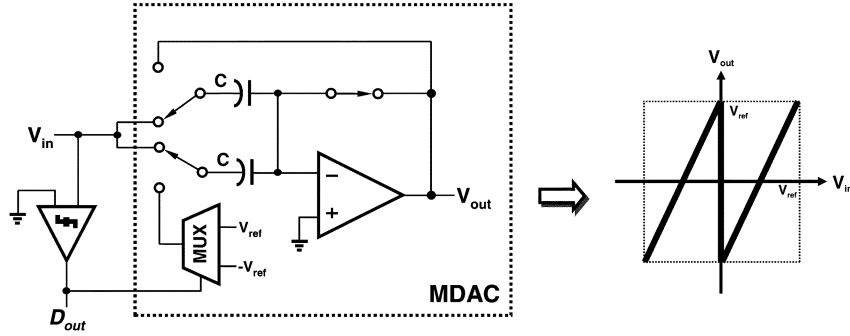 C
V_in
C
V_out
MUX
V_ref
-V_ref
MDAC
D_out
V_out
V_ref
V_ref
V_in